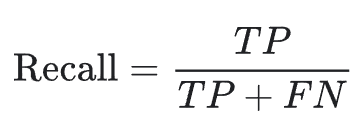 Recall = TP / (TP + FN)